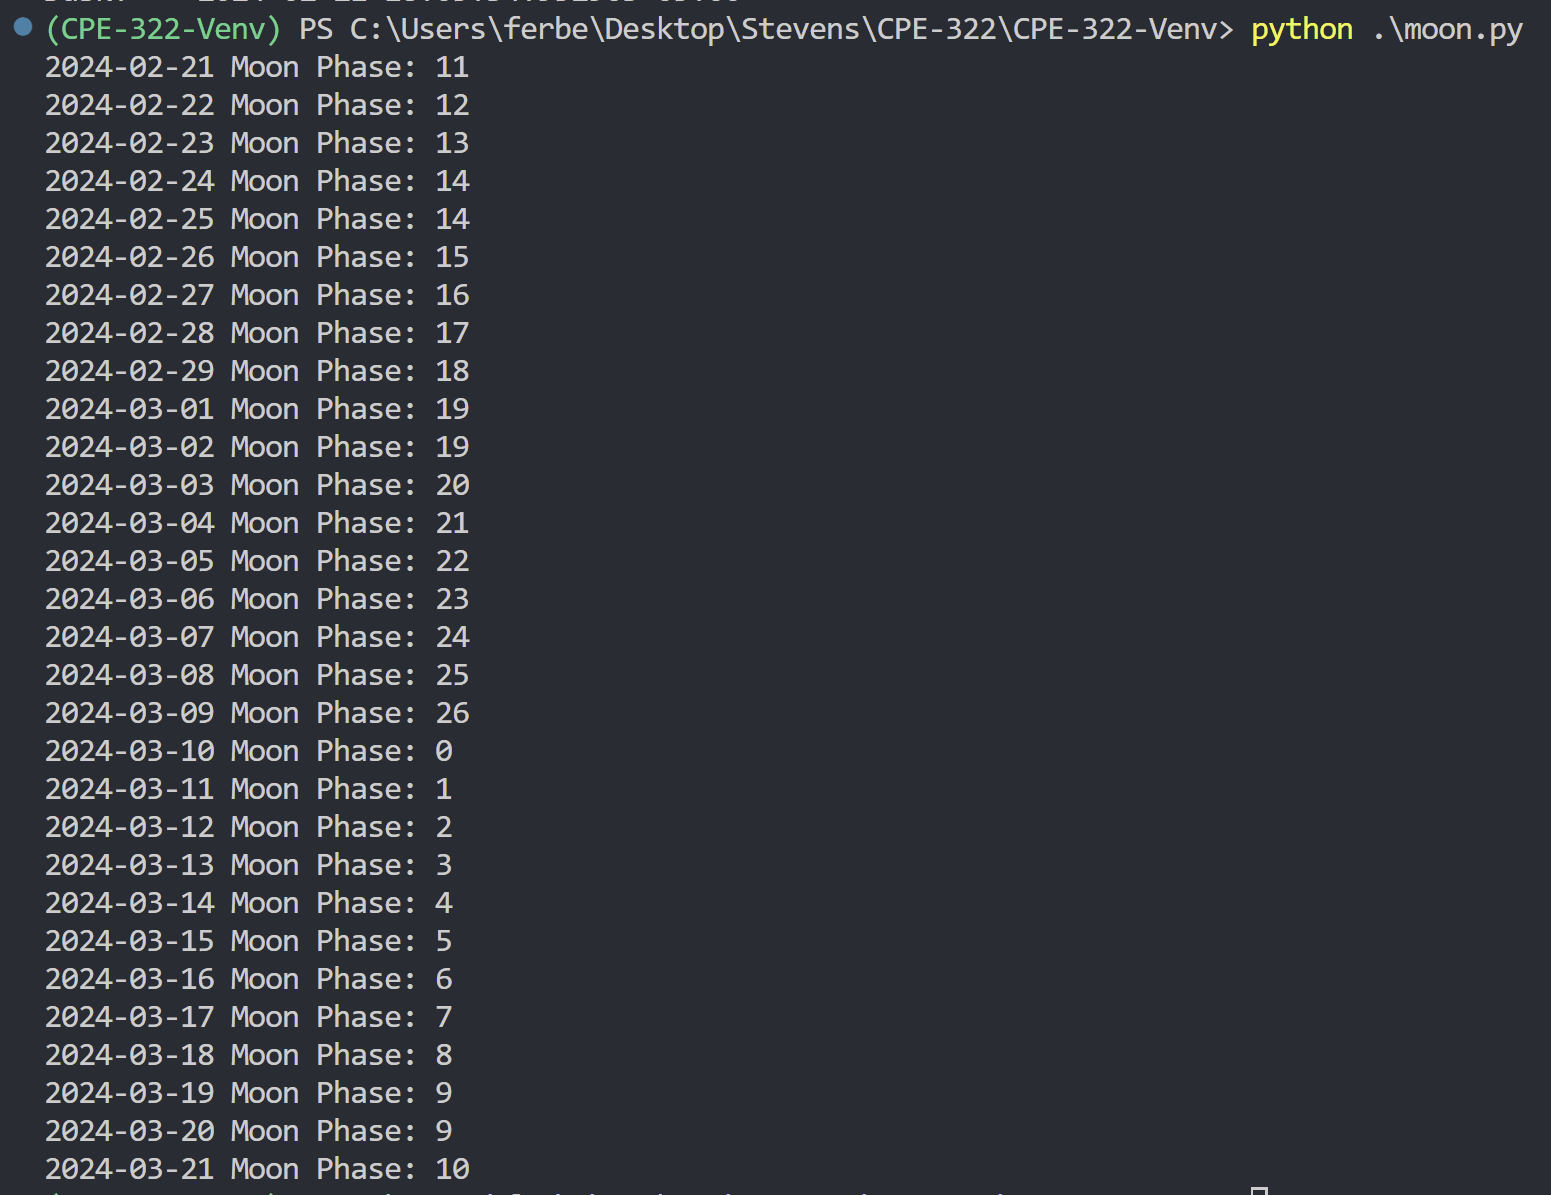 (CPE-322-Venv) PS C:\Users\ferbe\Desktop\Stevens\CPE-322\CPE-322-Venv> python .\moon.py
2024-02-21 Moon Phase: 11
2024-02-22 Moon Phase: 12
2024-02-23 Moon Phase: 13
2024-02-24 Moon Phase: 14
2024-02-25 Moon Phase: 14
2024-02-26 Moon Phase: 15
2024-02-27 Moon Phase: 16
2024-02-28 Moon Phase: 17
2024-02-29 Moon Phase: 18
2024-03-01 Moon Phase: 19
2024-03-02 Moon Phase: 19
2024-03-03 Moon Phase: 20
2024-03-04 Moon Phase: 21
2024-03-05 Moon Phase: 22
2024-03-06 Moon Phase: 23
2024-03-07 Moon Phase: 24
2024-03-08 Moon Phase: 25
2024-03-09 Moon Phase: 26
2024-03-10 Moon Phase: 0
2024-03-11 Moon Phase: 1
2024-03-12 Moon Phase: 2
2024-03-13 Moon Phase: 3
2024-03-14 Moon Phase: 4
2024-03-15 Moon Phase: 5
2024-03-16 Moon Phase: 6
2024-03-17 Moon Phase: 7
2024-03-18 Moon Phase: 8
2024-03-19 Moon Phase: 9
2024-03-20 Moon Phase: 9
2024-03-21 Moon Phase: 10